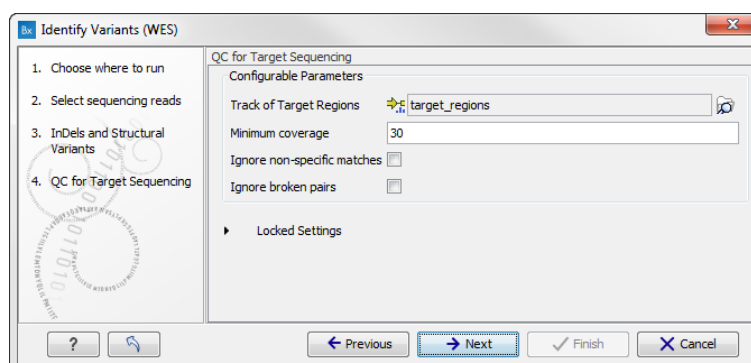 Bx Identify Variants (WES)
1. Choose where to run
2. Select sequencing reads
3. InDels and Structural
Variants
4. QC for Target Sequencing
QC for Target Sequencing
Configurable Parameters
Track of Target Regions target_regions
Minimum coverage 30
Ignore non-specific matches
Ignore broken pairs
Locked Settings
? Previous Next Finish Cancel